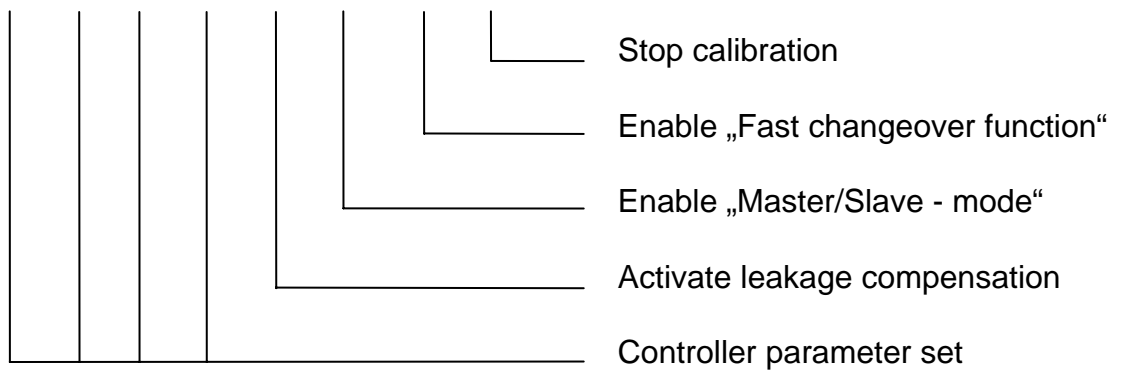 Stop calibration
Enable „Fast changeover function“
Enable „Master/Slave - mode“
Activate leakage compensation
Controller parameter set